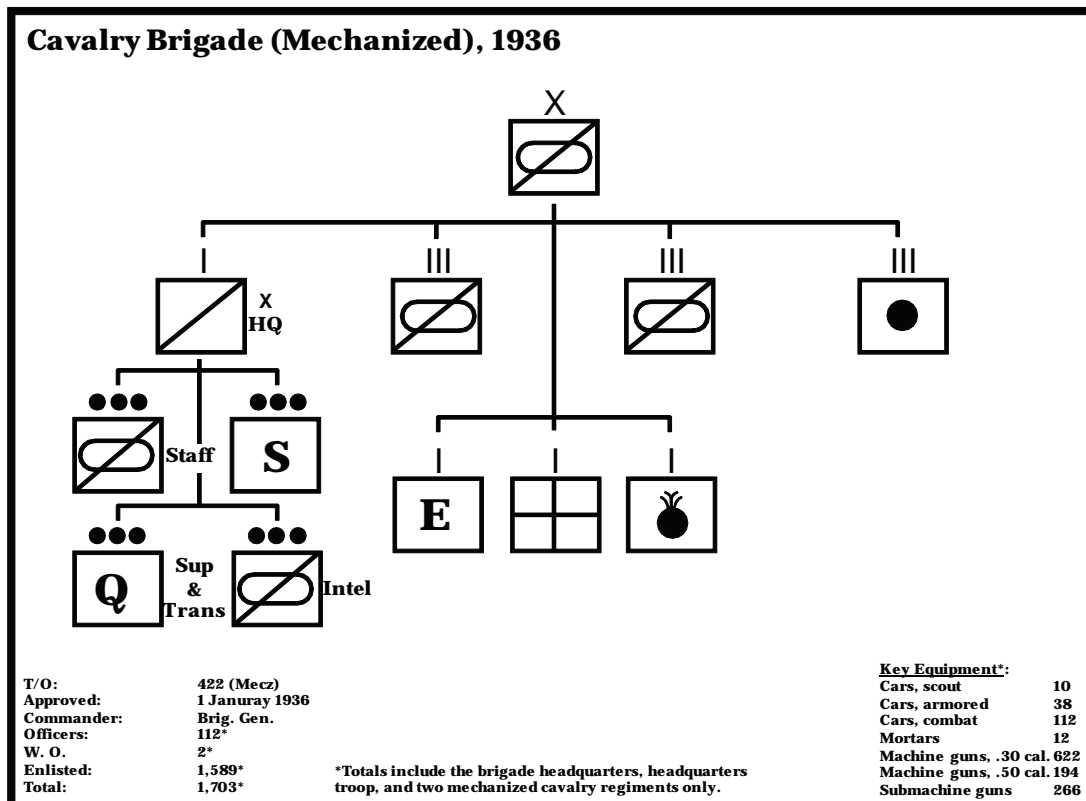 Cavalry Brigade (Mechanized), 1936
X
I
III
III
III
X
HQ
Staff
S
I
I
I
E
Q
Sup
&
Trans
Intel
T/O: 422 (Mecz)
Approved: 1 Januray 1936
Commander: Brig. Gen.
Officers: 112*
W. O. 2*
Enlisted: 1,589*
Total: 1,703*
*Totals include the brigade headquarters, headquarters
troop, and two mechanized cavalry regiments only.
Key Equipment*:
Cars, scout 10
Cars, armored 38
Cars, combat 112
Mortars 12
Machine guns, .30 cal. 622
Machine guns, .50 cal. 194
Submachine guns 266